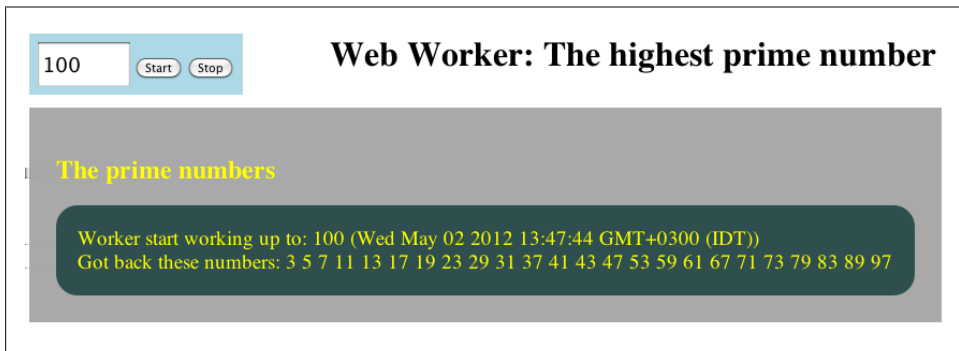 100 Start Stop
Web Worker: The highest prime number
The prime numbers
Worker start working up to: 100 (Wed May 02 2012 13:47:44 GMT+0300 (IDT))
Got back these numbers: 3 5 7 11 13 17 19 23 29 31 37 41 43 47 53 59 61 67 71 73 79 83 89 97